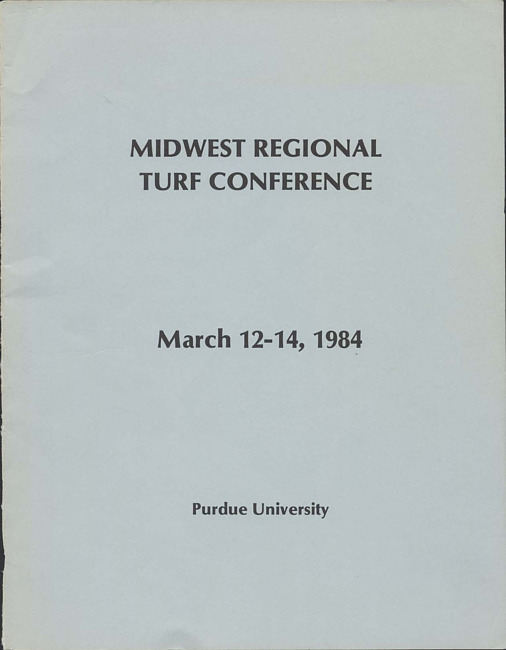 MIDWEST REGIONAL
TURF CONFERENCE
March 12-14, 1984
Purdue University